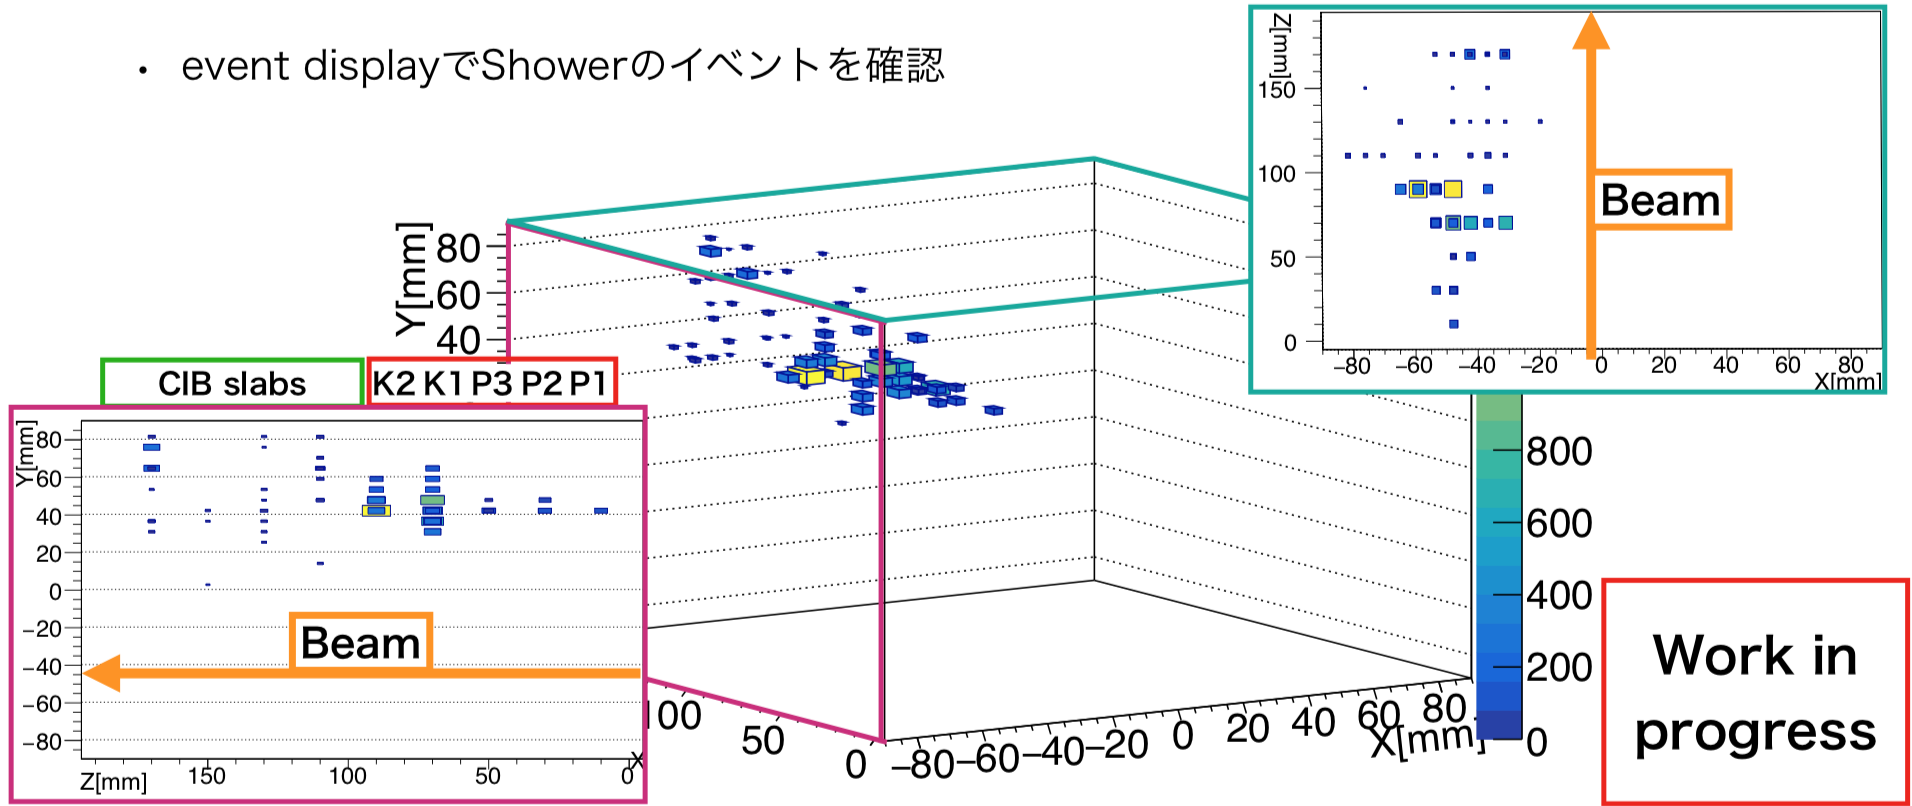 • event displayでShowerのイベントを確認
Z[mm]
150
100
50
0
−80 −60 −40 −20 0 20 40 60 80
X[mm]
Beam
Y[mm]
80
60
40
CIB slabs
K2 K1 P3 P2 P1
Y[mm]
80
60
40
20
0
−20
−40
−60
−80
Beam
Z[mm] 150 100 50 0
X
100 50 0
−80 −60 −40 −20 0 20 40 60 80
X[mm]
800
600
400
200
0
Work in
progress